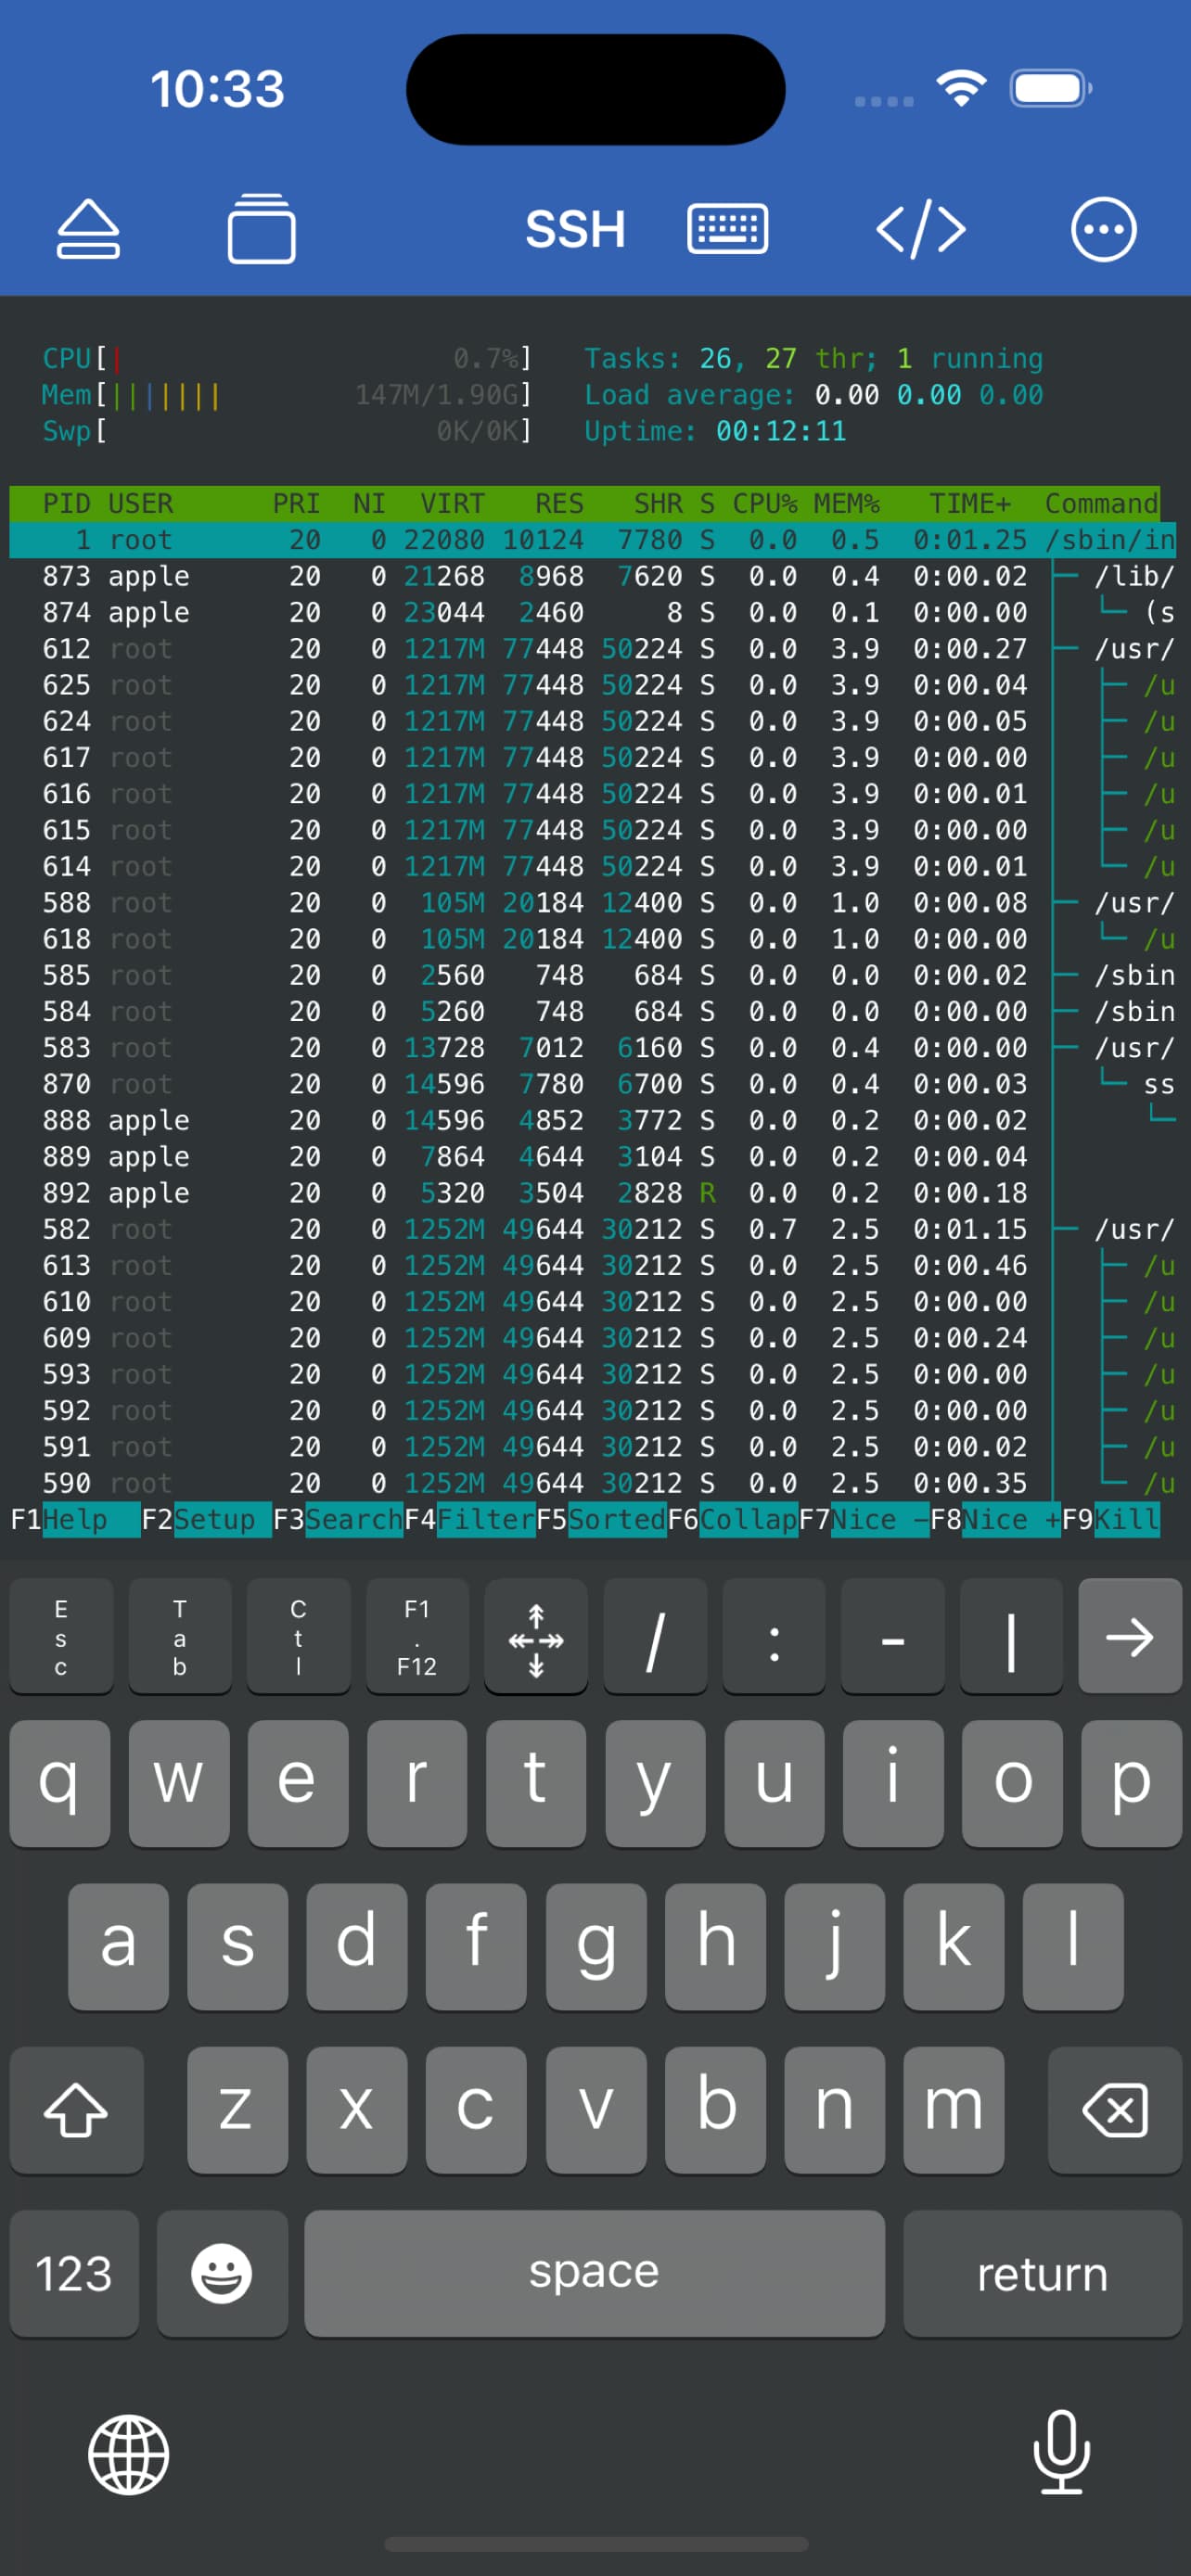 10:33
SSH </>
CPU[| 0.7%] Tasks: 26, 27 thr; 1 running
Mem[||||||| 147M/1.90G] Load average: 0.00 0.00 0.00
Swp[ 0K/0K] Uptime: 00:12:11
PID USER PRI NI VIRT RES SHR S CPU% MEM% TIME+ Command
1 root 20 0 22080 10124 7780 S 0.0 0.5 0:01.25 /sbin/in
873 apple 20 0 21268 8968 7620 S 0.0 0.4 0:00.02 ├─ /lib/
874 apple 20 0 23044 2460 8 S 0.0 0.1 0:00.00 │ └─ (s
612 root 20 0 1217M 77448 50224 S 0.0 3.9 0:00.27 ├─ /usr/
625 root 20 0 1217M 77448 50224 S 0.0 3.9 0:00.04 │ ├─ /u
624 root 20 0 1217M 77448 50224 S 0.0 3.9 0:00.05 │ ├─ /u
617 root 20 0 1217M 77448 50224 S 0.0 3.9 0:00.00 │ ├─ /u
616 root 20 0 1217M 77448 50224 S 0.0 3.9 0:00.01 │ ├─ /u
615 root 20 0 1217M 77448 50224 S 0.0 3.9 0:00.00 │ ├─ /u
614 root 20 0 1217M 77448 50224 S 0.0 3.9 0:00.01 │ └─ /u
588 root 20 0 105M 20184 12400 S 0.0 1.0 0:00.08 ├─ /usr/
618 root 20 0 105M 20184 12400 S 0.0 1.0 0:00.00 │ └─ /u
585 root 20 0 2560 748 684 S 0.0 0.0 0:00.02 ├─ /sbin
584 root 20 0 5260 748 684 S 0.0 0.0 0:00.00 ├─ /sbin
583 root 20 0 13728 7012 6160 S 0.0 0.4 0:00.00 ├─ /usr/
870 root 20 0 14596 7780 6700 S 0.0 0.4 0:00.03 │ └─ ss
888 apple 20 0 14596 4852 3772 S 0.0 0.2 0:00.02 │ └─
889 apple 20 0 7864 4644 3104 S 0.0 0.2 0:00.04 │
892 apple 20 0 5320 3504 2828 R 0.0 0.2 0:00.18 │
582 root 20 0 1252M 49644 30212 S 0.7 2.5 0:01.15 ├─ /usr/
613 root 20 0 1252M 49644 30212 S 0.0 2.5 0:00.46 │ ├─ /u
610 root 20 0 1252M 49644 30212 S 0.0 2.5 0:00.00 │ ├─ /u
609 root 20 0 1252M 49644 30212 S 0.0 2.5 0:00.24 │ ├─ /u
593 root 20 0 1252M 49644 30212 S 0.0 2.5 0:00.00 │ ├─ /u
592 root 20 0 1252M 49644 30212 S 0.0 2.5 0:00.00 │ ├─ /u
591 root 20 0 1252M 49644 30212 S 0.0 2.5 0:00.02 │ ├─ /u
590 root 20 0 1252M 49644 30212 S 0.0 2.5 0:00.35 │ └─ /u
F1Help F2Setup F3SearchF4FilterF5SortedF6CollapF7Nice -F8Nice +F9Kill
Esc Tab Ctl F1.F12 / : - | →
q w e r t y u i o p
a s d f g h j k l
z x c v b n m
123 space return